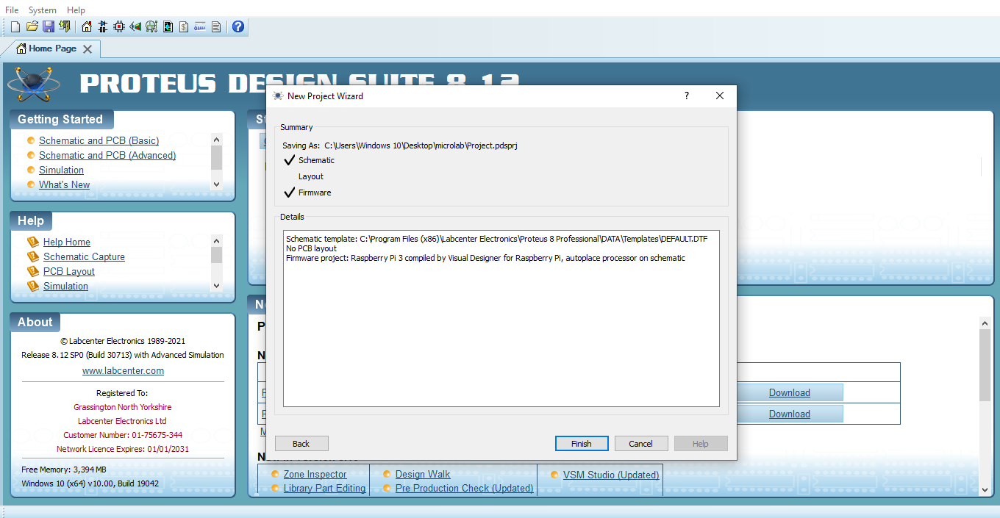 File System Help
Home Page
PROTEUS DESIGN SUITE 8.12
New Project Wizard
?
Summary
Saving As: C:\Users\Windows 10\Desktop\microlab\Project.pdsprj
Schematic
Layout
Firmware
Details
Schematic template: C:\Program Files (x86)\Labcenter Electronics\Proteus 8 Professional\DATA\Templates\DEFAULT.DTF
No PCB layout
Firmware project: Raspberry Pi 3 compiled by Visual Designer for Raspberry Pi, autoplace processor on schematic
Back
Finish
Cancel
Help
Getting Started
Schematic and PCB (Basic)
Schematic and PCB (Advanced)
Simulation
What's New
Help
Help Home
Schematic Capture
PCB Layout
Simulation
About
© Labcenter Electronics 1989-2021
Release 8.12 SP0 (Build 30713) with Advanced Simulation
www.labcenter.com
Registered To:
Grassington North Yorkshire
Labcenter Electronics Ltd
Customer Number: 01-75675-344
Network Licence Expires: 01/01/2031
Free Memory: 3,394 MB
Windows 10 (x64) v10.00, Build 19042
Download
Download
Zone Inspector
Library Part Editing
Design Walk
Pre Production Check (Updated)
VSM Studio (Updated)